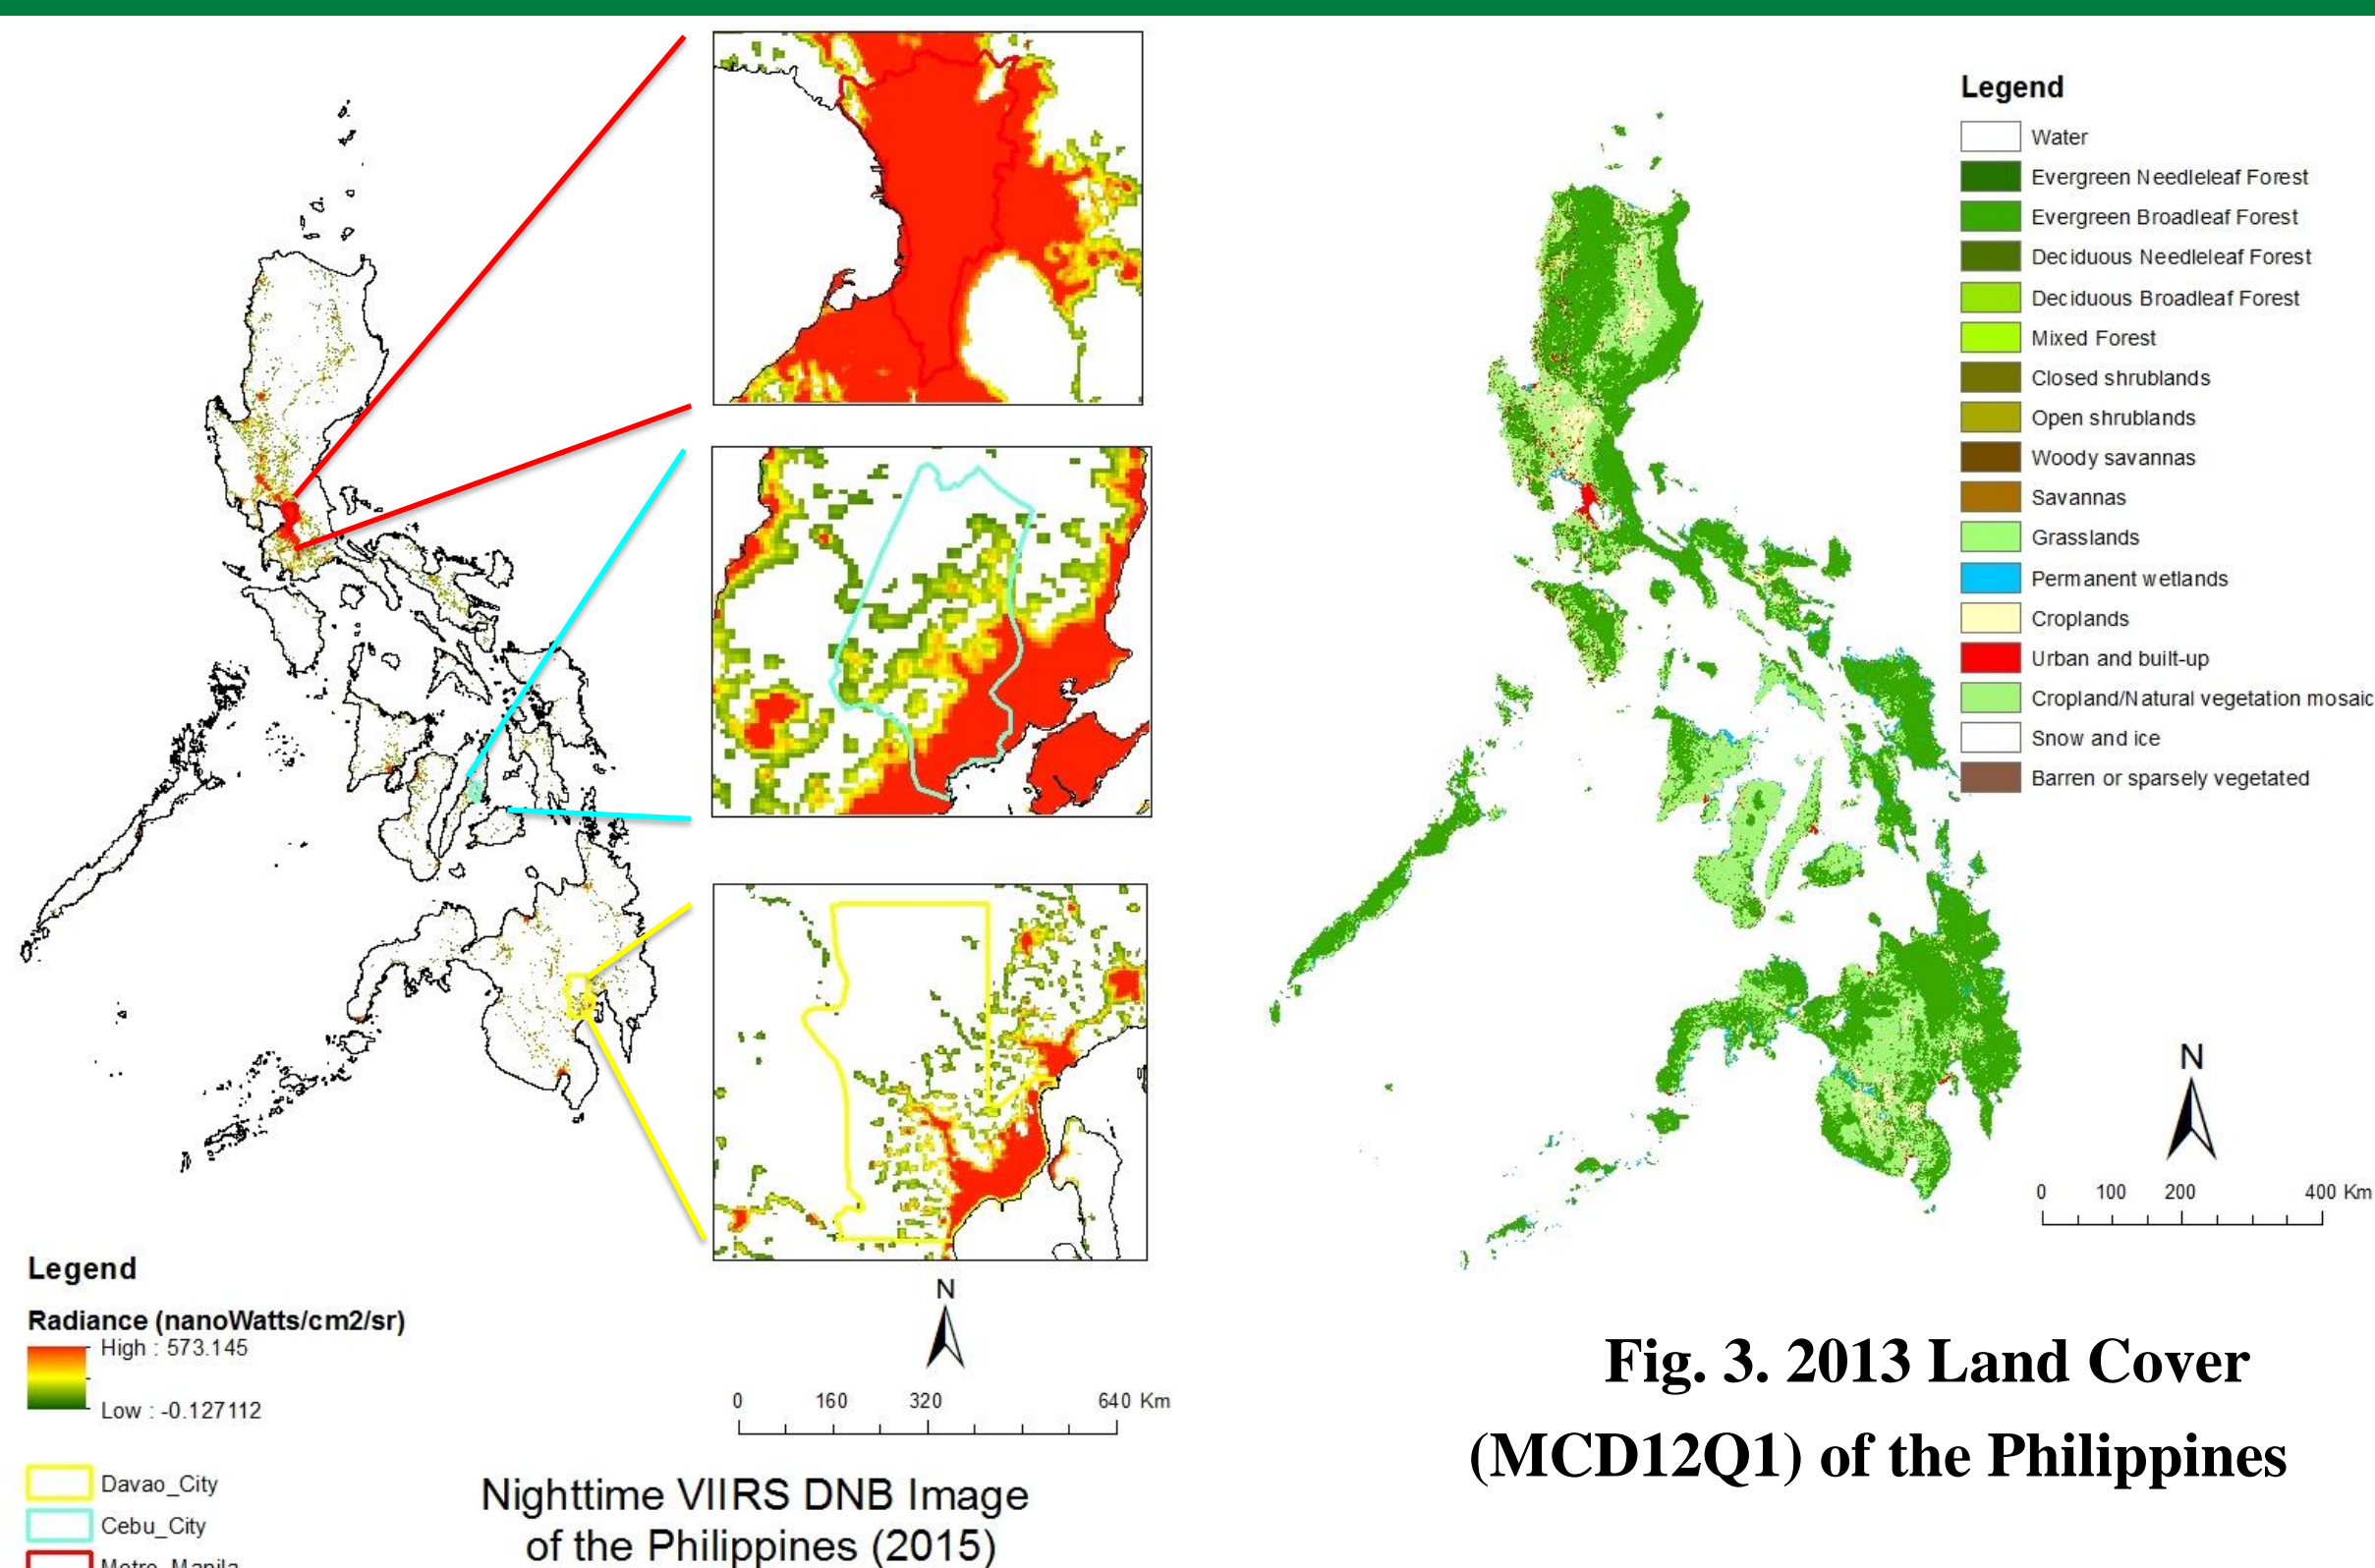 Legend
Radiance (nanoWatts/cm2/sr)
High : 573.145
Low : -0.127112
Davao_City
Cebu_City
Metro_Manila
N
0 160 320 640 Km
Nighttime VIIRS DNB Image
of the Philippines (2015)
Legend
Water
Evergreen Needleleaf Forest
Evergreen Broadleaf Forest
Deciduous Needleleaf Forest
Deciduous Broadleaf Forest
Mixed Forest
Closed shrublands
Open shrublands
Woody savannas
Savannas
Grasslands
Permanent wetlands
Croplands
Urban and built-up
Cropland/Natural vegetation mosaic
Snow and ice
Barren or sparsely vegetated
N
0 100 200 400 Km
Fig. 3. 2013 Land Cover
(MCD12Q1) of the Philippines